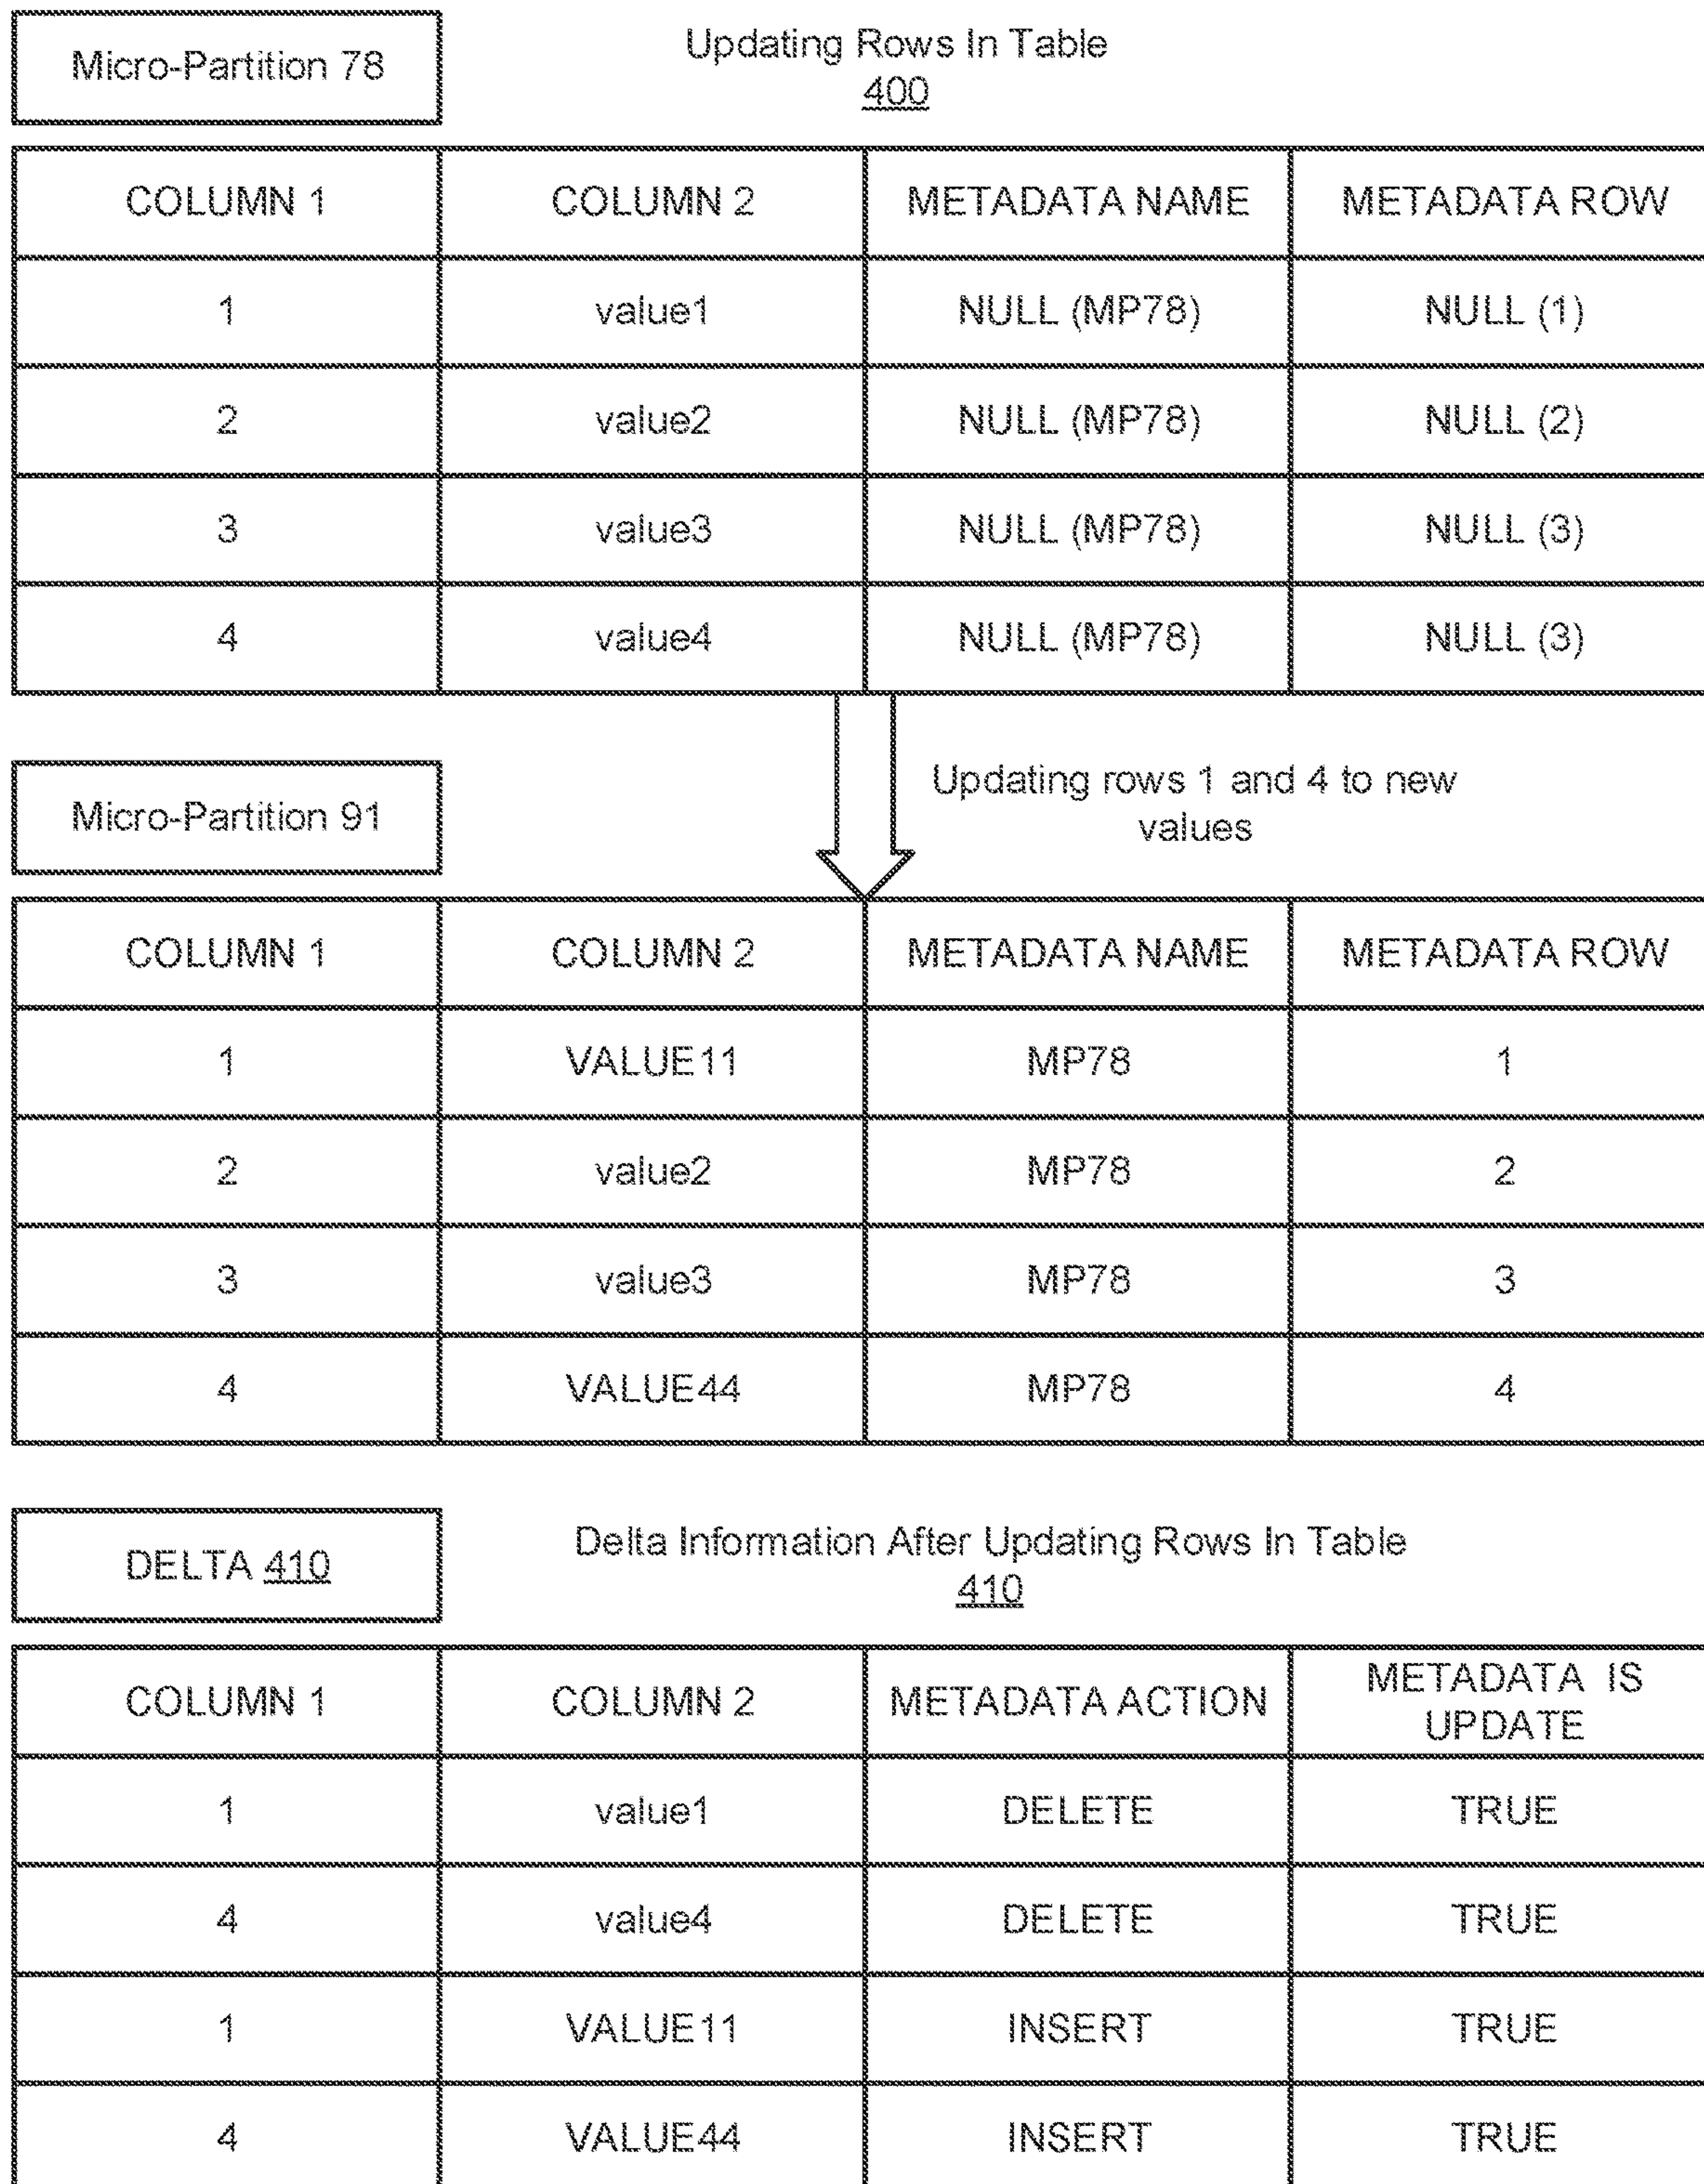 Micro-Partition 78
Updating Rows In Table
400
COLUMN 1 COLUMN 2 METADATA NAME METADATA ROW
1 value1 NULL (MP78) NULL (1)
2 value2 NULL (MP78) NULL (2)
3 value3 NULL (MP78) NULL (3)
4 value4 NULL (MP78) NULL (3)
Updating rows 1 and 4 to new
values
Micro-Partition 91
COLUMN 1 COLUMN 2 METADATA NAME METADATA ROW
1 VALUE11 MP78 1
2 value2 MP78 2
3 value3 MP78 3
4 VALUE44 MP78 4
DELTA 410
Delta Information After Updating Rows In Table
410
COLUMN 1 COLUMN 2 METADATA ACTION METADATA IS
UPDATE
1 value1 DELETE TRUE
4 value4 DELETE TRUE
1 VALUE11 INSERT TRUE
4 VALUE44 INSERT TRUE